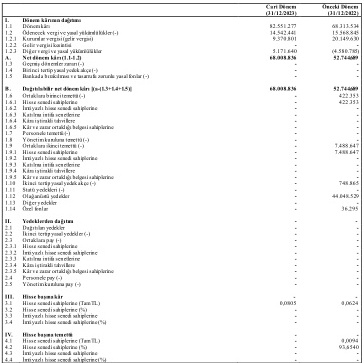 Cari Dönem Önceki Dönem
(31/12/2023) (31/12/2022)
I. Dönem kârının dağıtımı
1.1 Dönem kârı 82.551.277 68.313.534
1.2 Ödenecek vergi ve yasal yükümlülükler (-) 14.542.441 15.568.845
1.2.1 Kurumlar vergisi (gelir vergisi) 9.370.801 20.149.630
1.2.2 Gelir vergisi kesintisi - -
1.2.3 Diğer vergi ve yasal yükümlülükler 5.171.640 (4.580.785)
A. Net dönem kârı (1.1-1.2) 68.008.836 52.744.689
1.3 Geçmiş dönemler zararı (-) - -
1.4 Birinci tertip yasal yedek akçe (-) - -
1.5 Bankada bırakılması ve tasarrufu zorunlu yasal fonlar (-) - -
B. Dağıtılabilir net dönem kârı [(a-(1.3+1.4+1.5)] 68.008.836 52.744.689
1.6 Ortaklara birinci temettü (-) - 422.353
1.6.1 Hisse senedi sahiplerine - 422.353
1.6.2 İmtiyazlı hisse senedi sahiplerine - -
1.6.3 Katılma intifa senetlerine - -
1.6.4 Kâra iştirakli tahvillere - -
1.6.5 Kâr ve zarar ortaklığı belgesi sahiplerine - -
1.7 Personele temettü (-) - -
1.8 Yönetim kuruluna temettü (-) - -
1.9 Ortaklara ikinci temettü (-) - 7.488.647
1.9.1 Hisse senedi sahiplerine - 7.488.647
1.9.2 İmtiyazlı hisse senedi sahiplerine - -
1.9.3 Katılma intifa senetlerine - -
1.9.4 Kâra iştirakli tahvillere - -
1.9.5 Kâr ve zarar ortaklığı belgesi sahiplerine - -
1.10 İkinci tertip yasal yedek akçe (-) - 748.865
1.11 Statü yedekleri (-) - -
1.12 Olağanüstü yedekler - 44.048.529
1.13 Diğer yedekler - -
1.14 Özel fonlar - 36.295
II. Yedeklerden dağıtım
2.1 Dağıtılan yedekler - -
2.2 İkinci tertip yasal yedekler (-) - -
2.3 Ortaklara pay (-) - -
2.3.1 Hisse senedi sahiplerine - -
2.3.2 İmtiyazlı hisse senedi sahiplerine - -
2.3.3 Katılma intifa senetlerine - -
2.3.4 Kâra iştirakli tahvillere - -
2.3.5 Kâr ve zarar ortaklığı belgesi sahiplerine - -
2.4 Personele pay (-) - -
2.5 Yönetim kuruluna pay (-) - -
III. Hisse başına kâr
3.1 Hisse senedi sahiplerine (Tam TL) 0,0805 0,0624
3.2 Hisse senedi sahiplerine (%) - -
3.3 İmtiyazlı hisse senedi sahiplerine - -
3.4 İmtiyazlı hisse senedi sahiplerine (%) - -
IV. Hisse başına temettü
4.1 Hisse senedi sahiplerine (Tam TL) - 0,0094
4.2 Hisse senedi sahiplerine (%) - 93,6540
4.3 İmtiyazlı hisse senedi sahiplerine - -
4.4 İmtiyazlı hisse senedi sahiplerine (%) - -